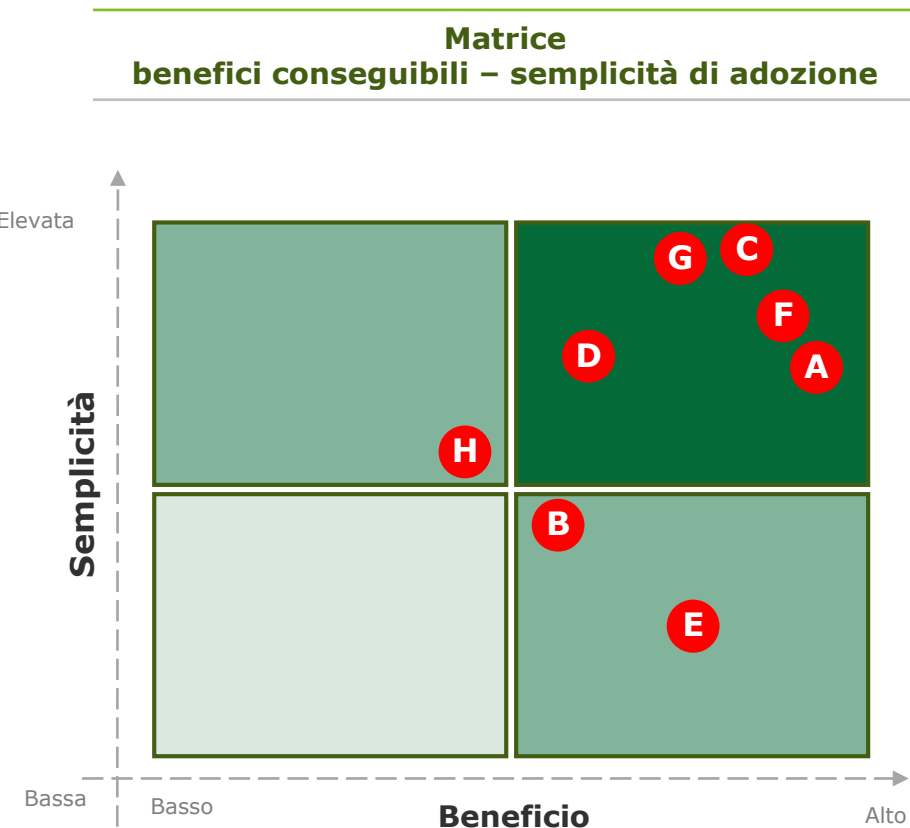 Matrice
benefici conseguibili – semplicità di adozione
Elevata
G
C
F
D
A
Semplicità
H
B
E
Bassa
Basso
Beneficio
Alto